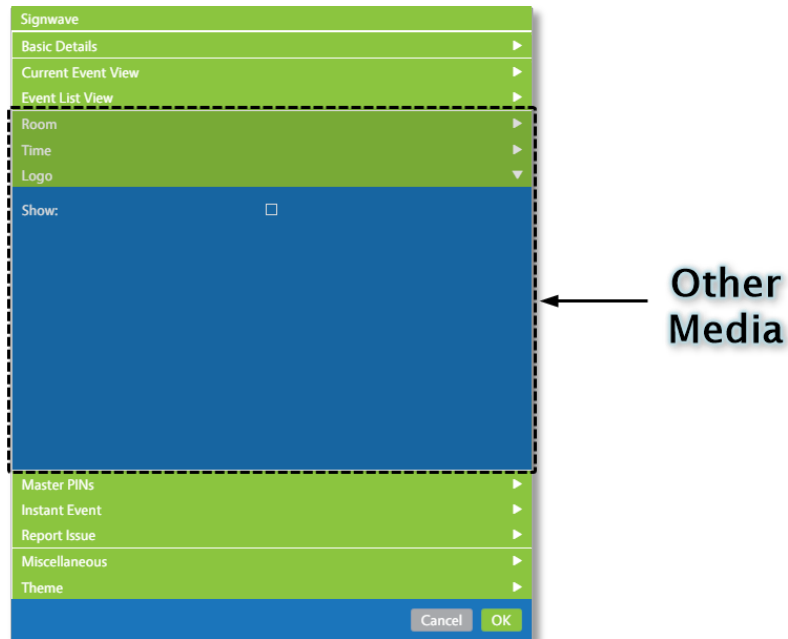 Signwave
Basic Details
Current Event View
Event List View
Room
Time
Logo
Show:
Other
Media
Master PINs
Instant Event
Report Issue
Miscellaneous
Theme
Cancel OK